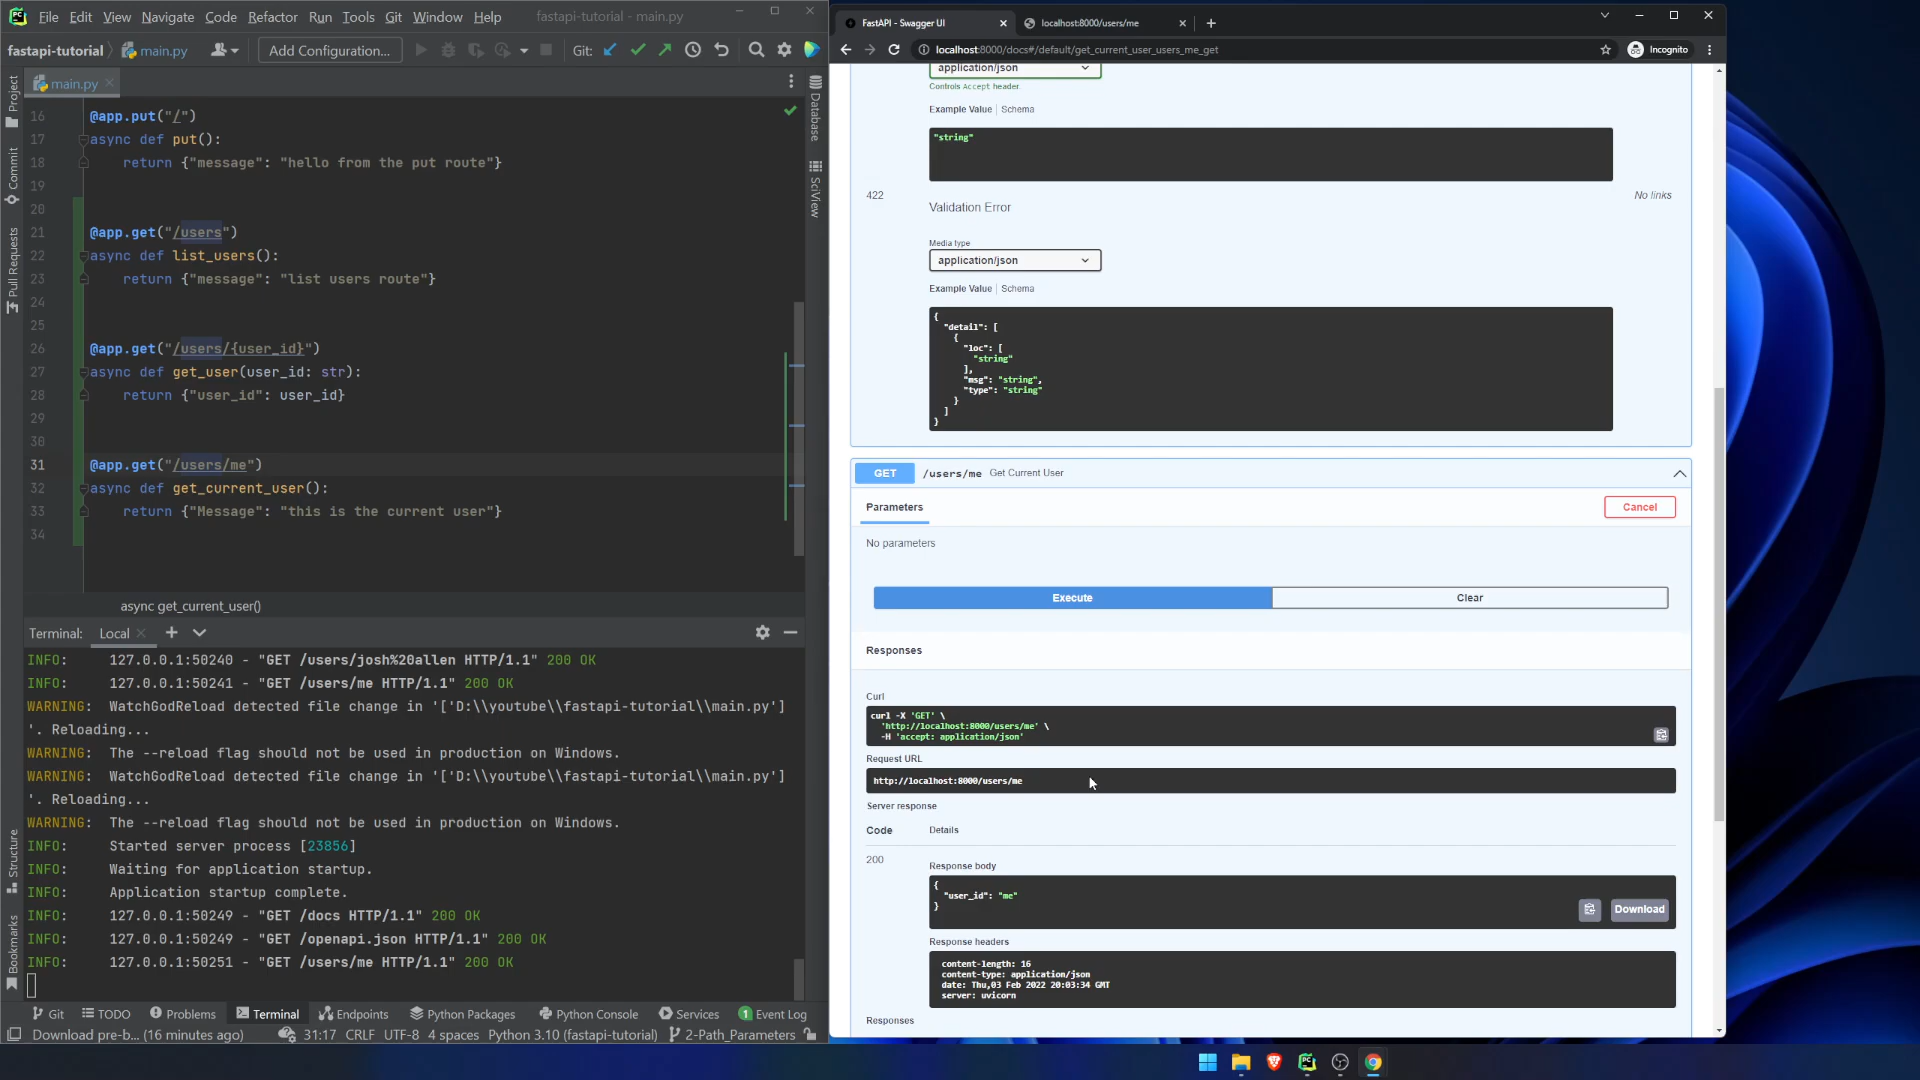 File Edit View Navigate Code Refactor Run Tools Git Window Help fastapi-tutorial - main.py
fastapi-tutorial main.py Add Configuration... Git:
main.py
16 @app.put("/")
17 async def put():
18 return {"message": "hello from the put route"}
19
20
21 @app.get("/users")
22 async def list_users():
23 return {"message": "list users route"}
24
25
26 @app.get("/users/{user_id}")
27 async def get_user(user_id: str):
28 return {"user_id": user_id}
29
30
31 @app.get("/users/me")
32 async def get_current_user():
33 return {"Message": "this is the current user"}
34
async get_current_user()
Project
Commit
Pull Requests
Structure
Bookmarks
Database
SciView
Terminal: Local
INFO: 127.0.0.1:50240 - "GET /users/josh%20allen HTTP/1.1" 200 OK
INFO: 127.0.0.1:50241 - "GET /users/me HTTP/1.1" 200 OK
WARNING: WatchGodReload detected file change in '['D:\\youtube\\fastapi-tutorial\\main.py']
'. Reloading...
WARNING: The --reload flag should not be used in production on Windows.
WARNING: WatchGodReload detected file change in '['D:\\youtube\\fastapi-tutorial\\main.py']
'. Reloading...
WARNING: The --reload flag should not be used in production on Windows.
INFO: Started server process [23856]
INFO: Waiting for application startup.
INFO: Application startup complete.
INFO: 127.0.0.1:50249 - "GET /docs HTTP/1.1" 200 OK
INFO: 127.0.0.1:50249 - "GET /openapi.json HTTP/1.1" 200 OK
INFO: 127.0.0.1:50251 - "GET /users/me HTTP/1.1" 200 OK
Git TODO Problems Terminal Endpoints Python Packages Python Console Services 1 Event Log
Download pre-b... (16 minutes ago) 31:17 CRLF UTF-8 4 spaces Python 3.10 (fastapi-tutorial) 2-Path_Parameters
FastAPI - Swagger UI localhost:8000/users/me
localhost:8000/docs#/default/get_current_user_users_me_get Incognito
application/json
Controls Accept header.
Example Value Schema
"string"
422 No links
Validation Error
Media type
application/json
Example Value Schema
{
"detail": [
{
"loc": [
"string"
],
"msg": "string",
"type": "string"
}
]
}
GET /users/me Get Current User
Parameters Cancel
No parameters
Execute Clear
Responses
Curl
curl -X 'GET' \
'http://localhost:8000/users/me' \
-H 'accept: application/json'
Request URL
http://localhost:8000/users/me
Server response
Code Details
200
Response body
{
"user_id": "me"
}
Download
Response headers
content-length: 16
content-type: application/json
date: Thu,03 Feb 2022 20:03:34 GMT
server: uvicorn
Responses